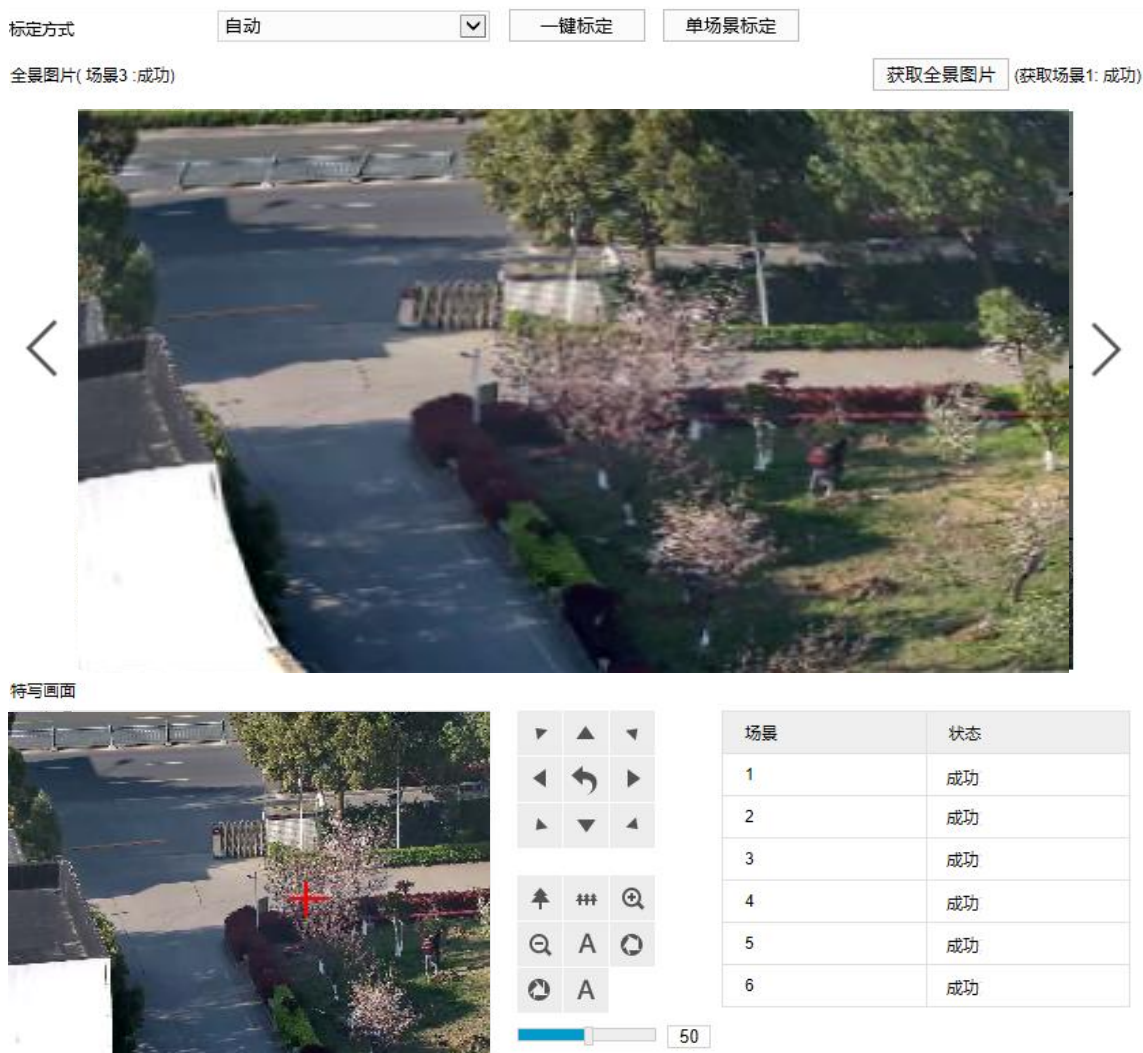 标定方式 自动 一键标定 单场景标定
全景图片( 场景3 :成功) 获取全景图片 (获取场景1: 成功)
特写画面
场景 状态
1 成功
2 成功
3 成功
4 成功
5 成功
6 成功
A
A
50